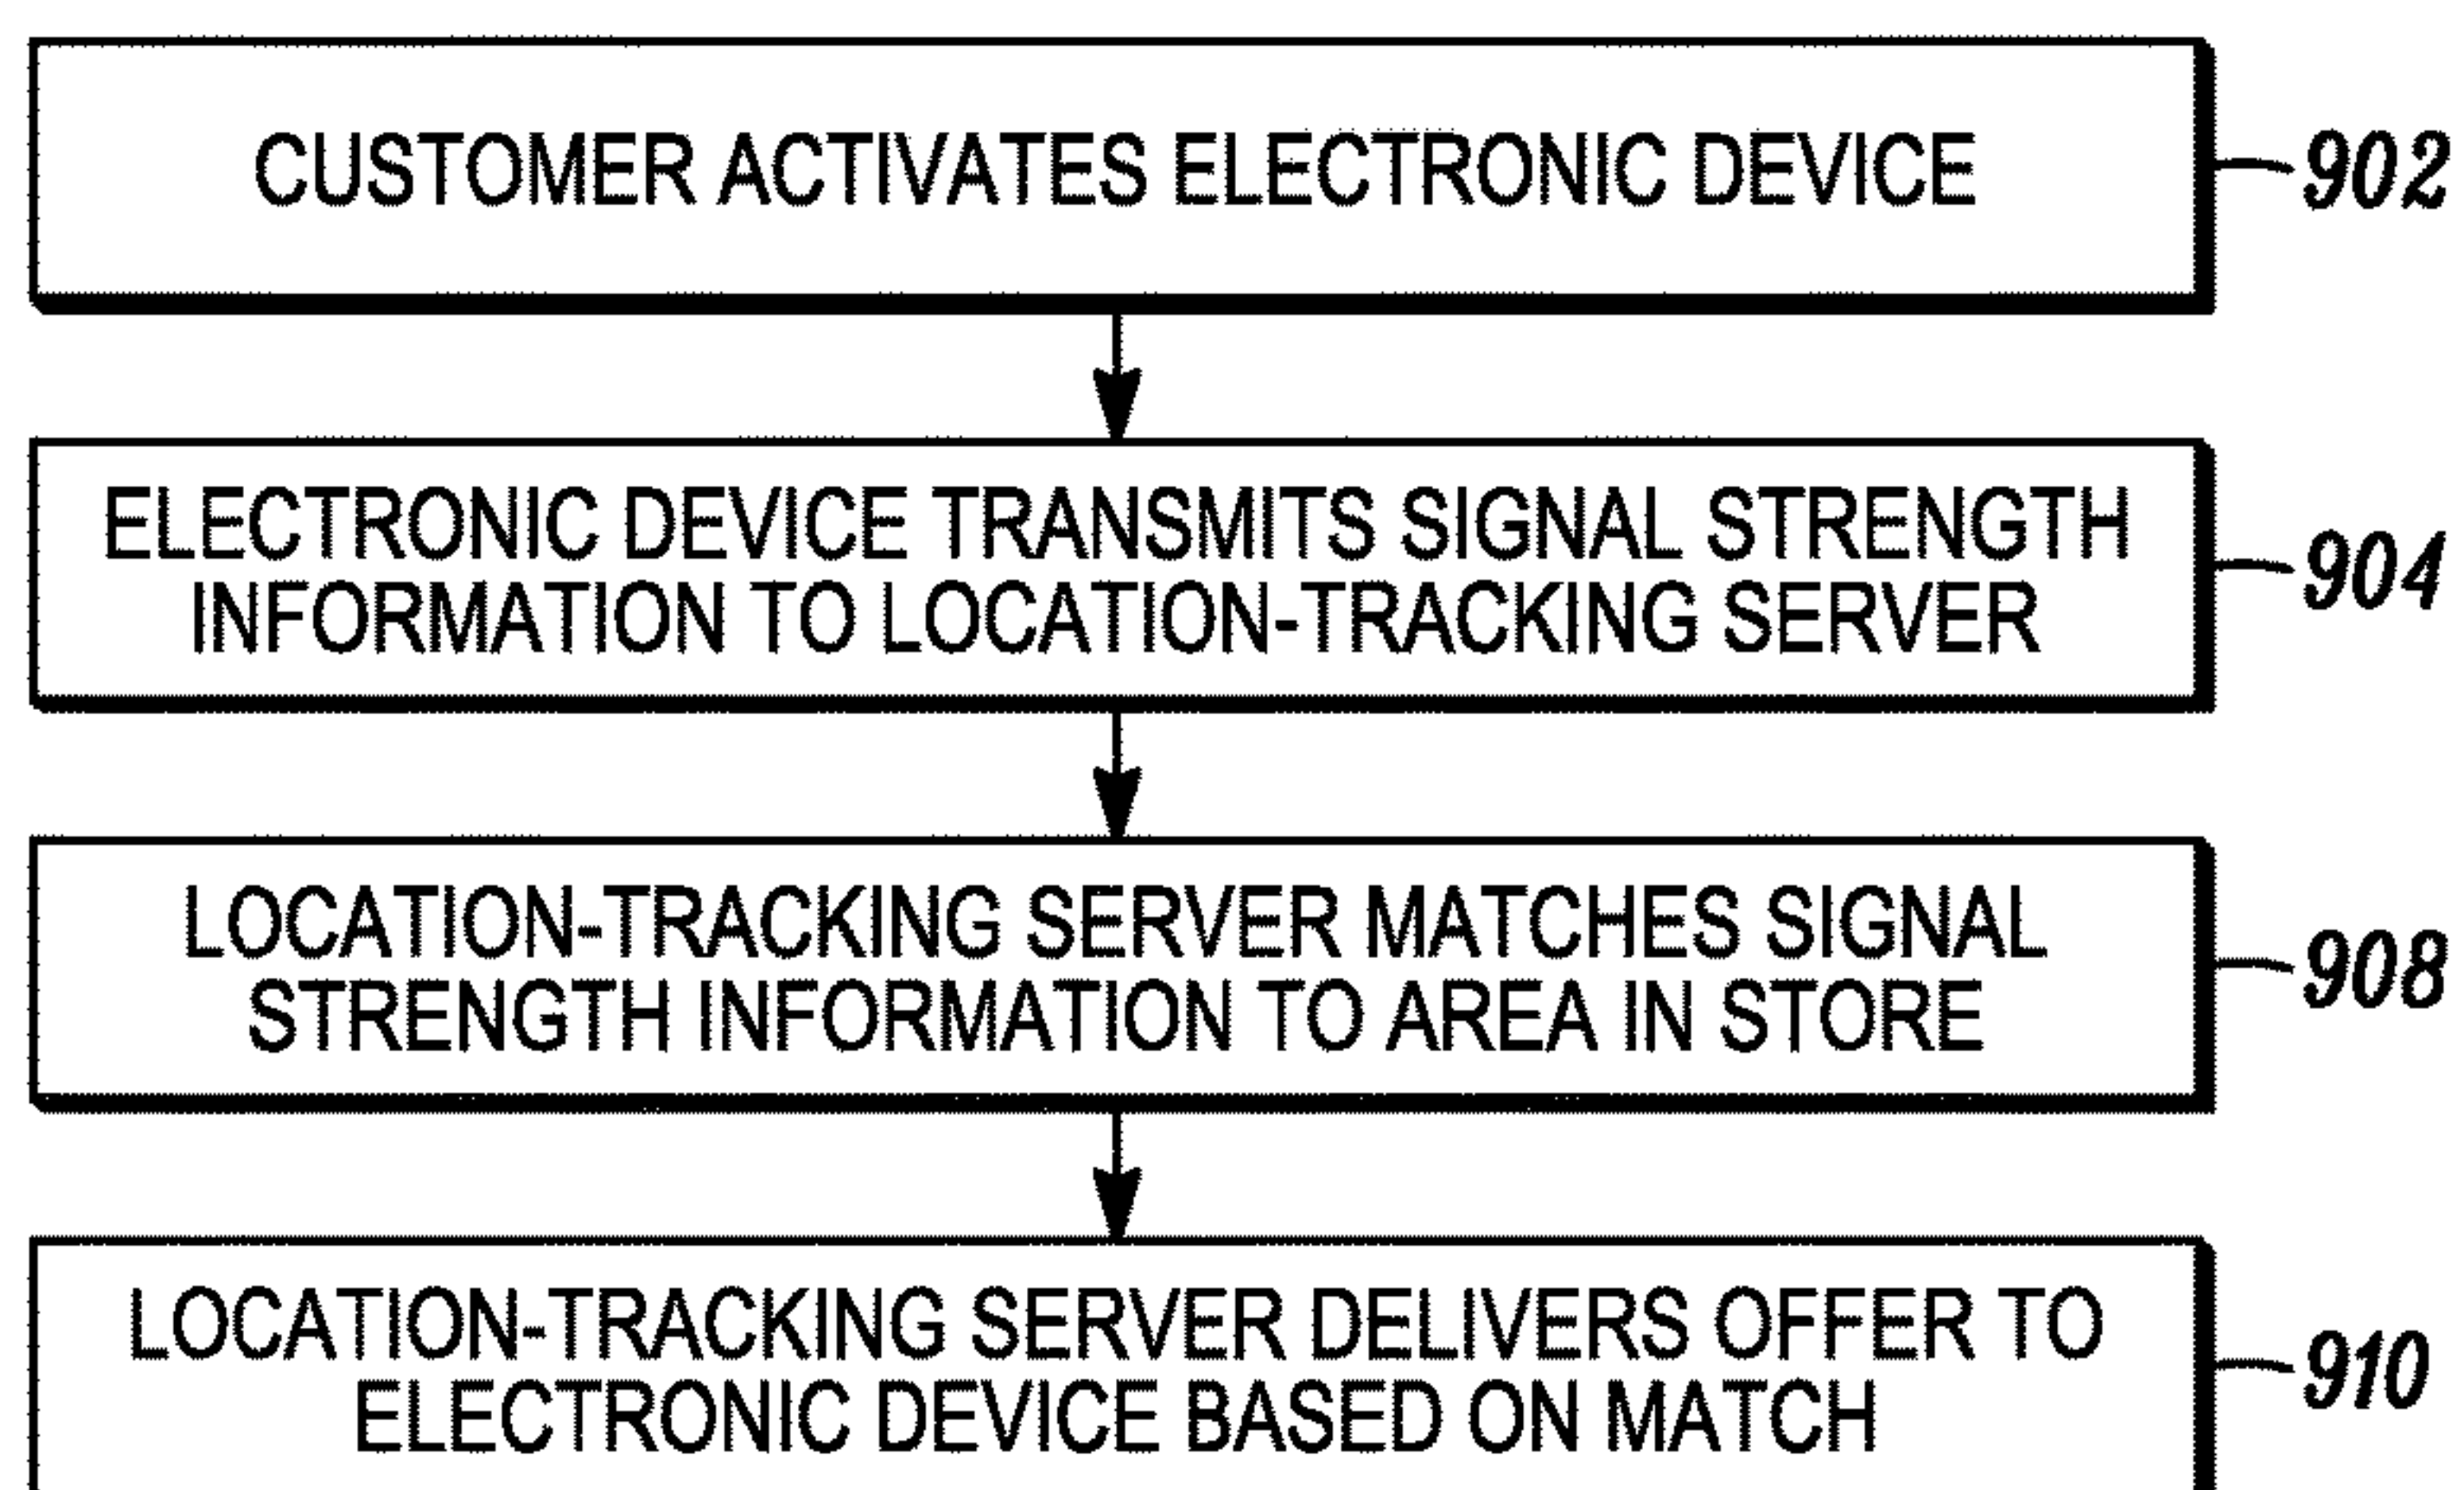 CUSTOMER ACTIVATES ELECTRONIC DEVICE
902
ELECTRONIC DEVICE TRANSMITS SIGNAL STRENGTH
INFORMATION TO LOCATION-TRACKING SERVER
904
LOCATION-TRACKING SERVER MATCHES SIGNAL
STRENGTH INFORMATION TO AREA IN STORE
908
LOCATION-TRACKING SERVER DELIVERS OFFER TO
ELECTRONIC DEVICE BASED ON MATCH
910